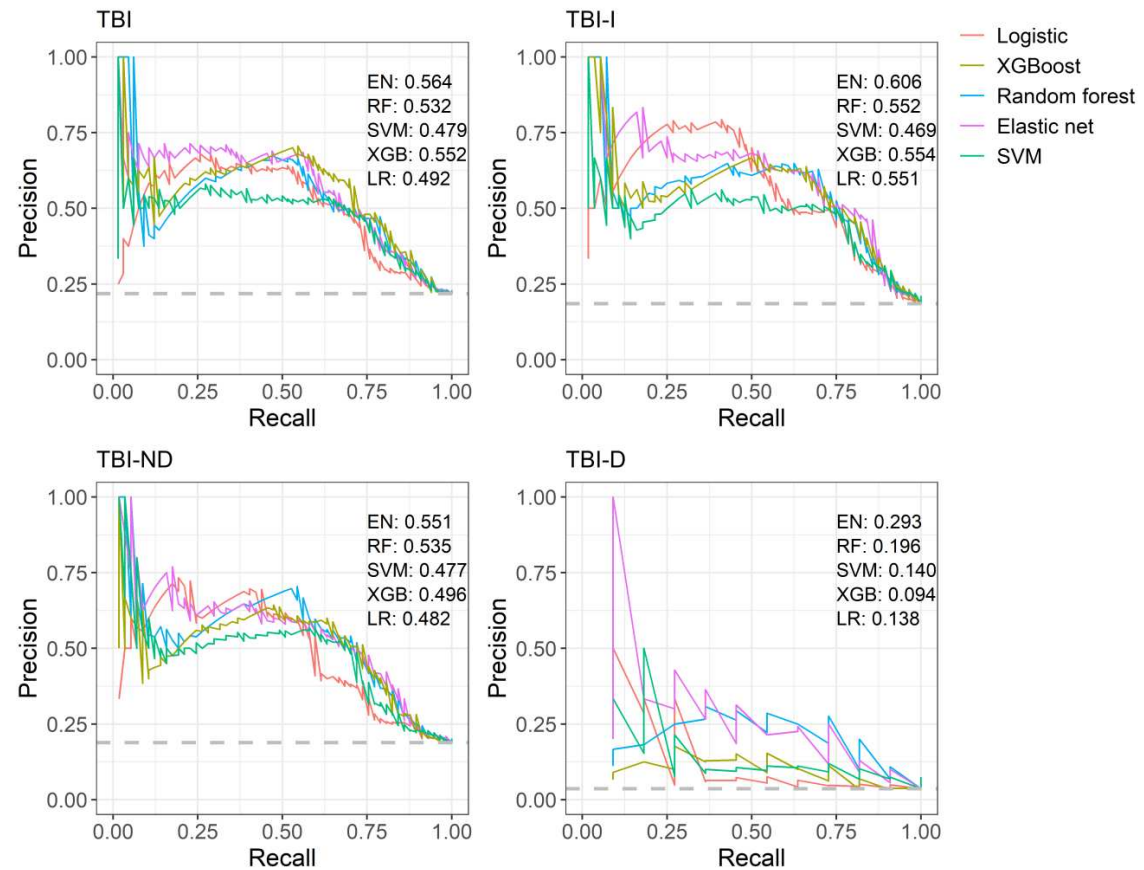 TBI
1.00
0.75
0.50
0.25
0.00
Precision
EN: 0.564
RF: 0.532
SVM: 0.479
XGB: 0.552
LR: 0.492
0.00 0.25 0.50 0.75 1.00
Recall
TBI-I
1.00
0.75
0.50
0.25
0.00
Precision
EN: 0.606
RF: 0.552
SVM: 0.469
XGB: 0.554
LR: 0.551
0.00 0.25 0.50 0.75 1.00
Recall
Logistic
XGBoost
Random forest
Elastic net
SVM
TBI-ND
1.00
0.75
0.50
0.25
0.00
Precision
EN: 0.551
RF: 0.535
SVM: 0.477
XGB: 0.496
LR: 0.482
0.00 0.25 0.50 0.75 1.00
Recall
TBI-D
1.00
0.75
0.50
0.25
0.00
Precision
EN: 0.293
RF: 0.196
SVM: 0.140
XGB: 0.094
LR: 0.138
0.00 0.25 0.50 0.75 1.00
Recall